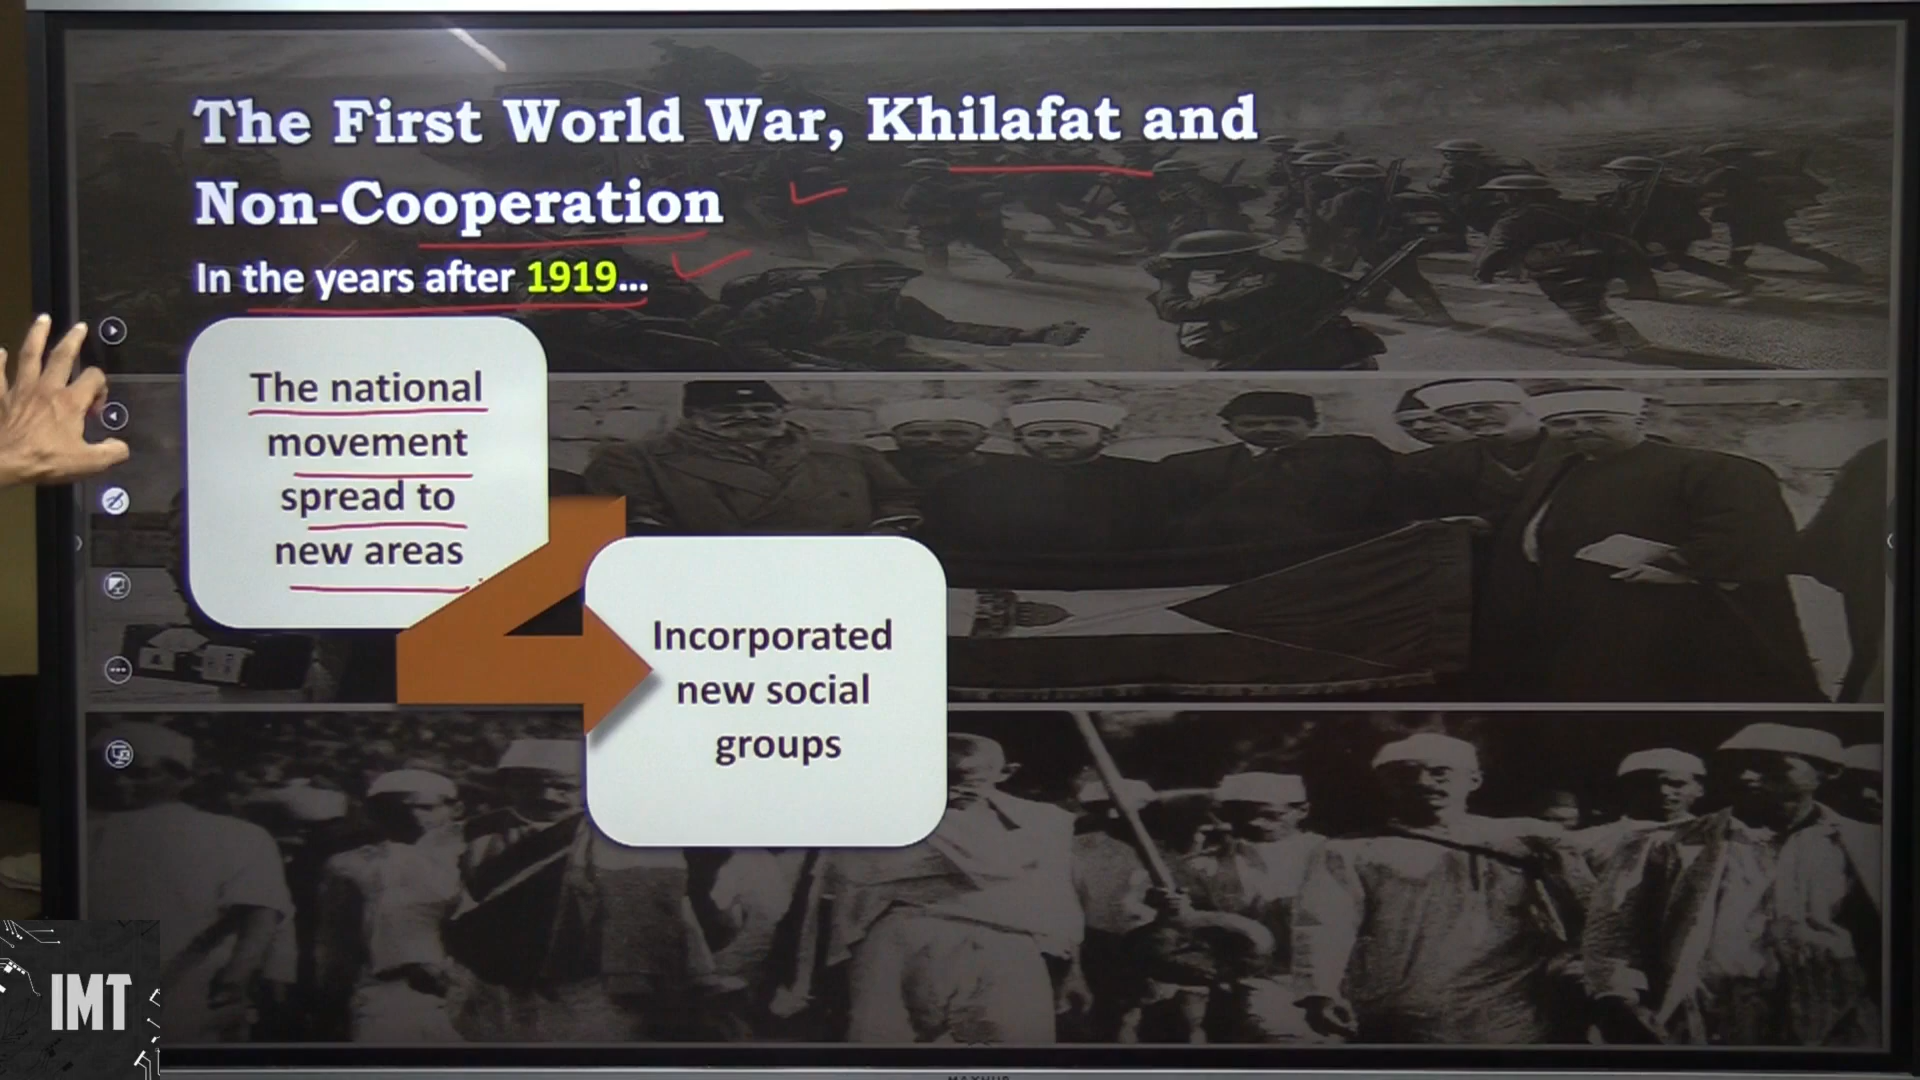 The First World War, Khilafat and
Non-Cooperation
In the years after 1919...
The national
movement
spread to
new areas
Incorporated
new social
groups
IMT